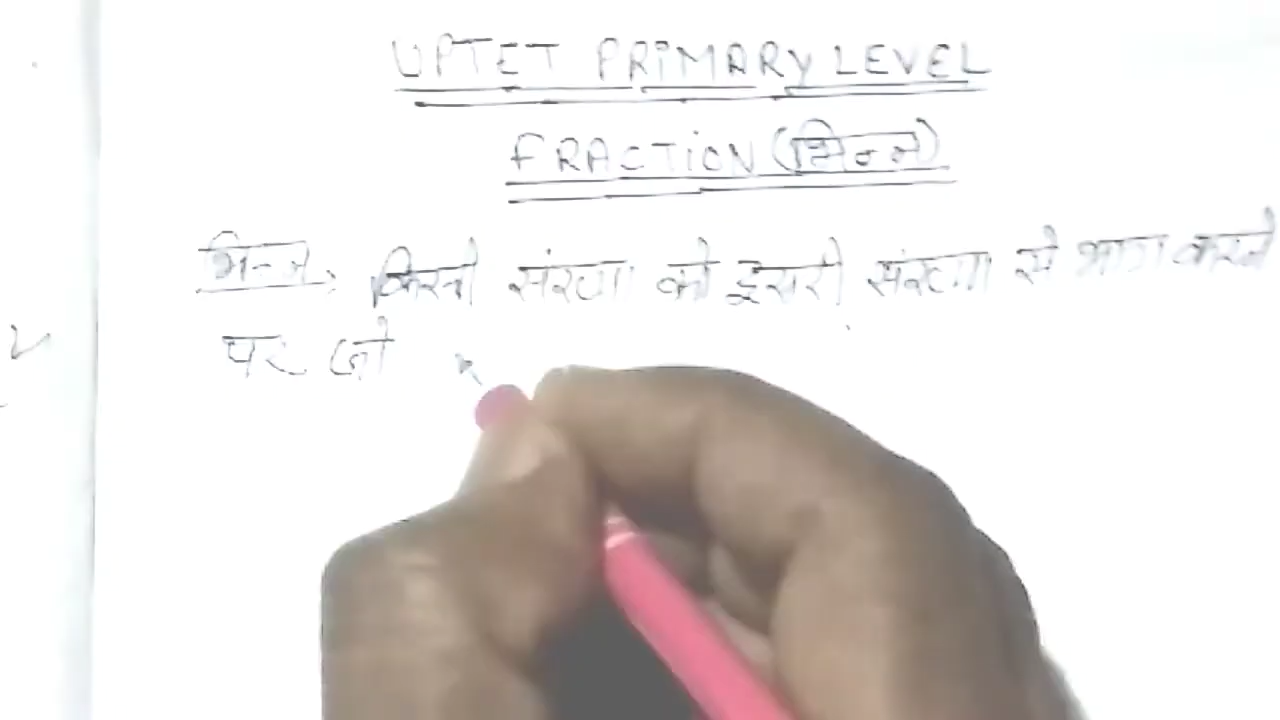 UPTET PRIMARY LEVEL
FRACTION (भिन्न)
भिन्न:, किसी संख्या को दूसरी संख्या से भाग करने
पर जो